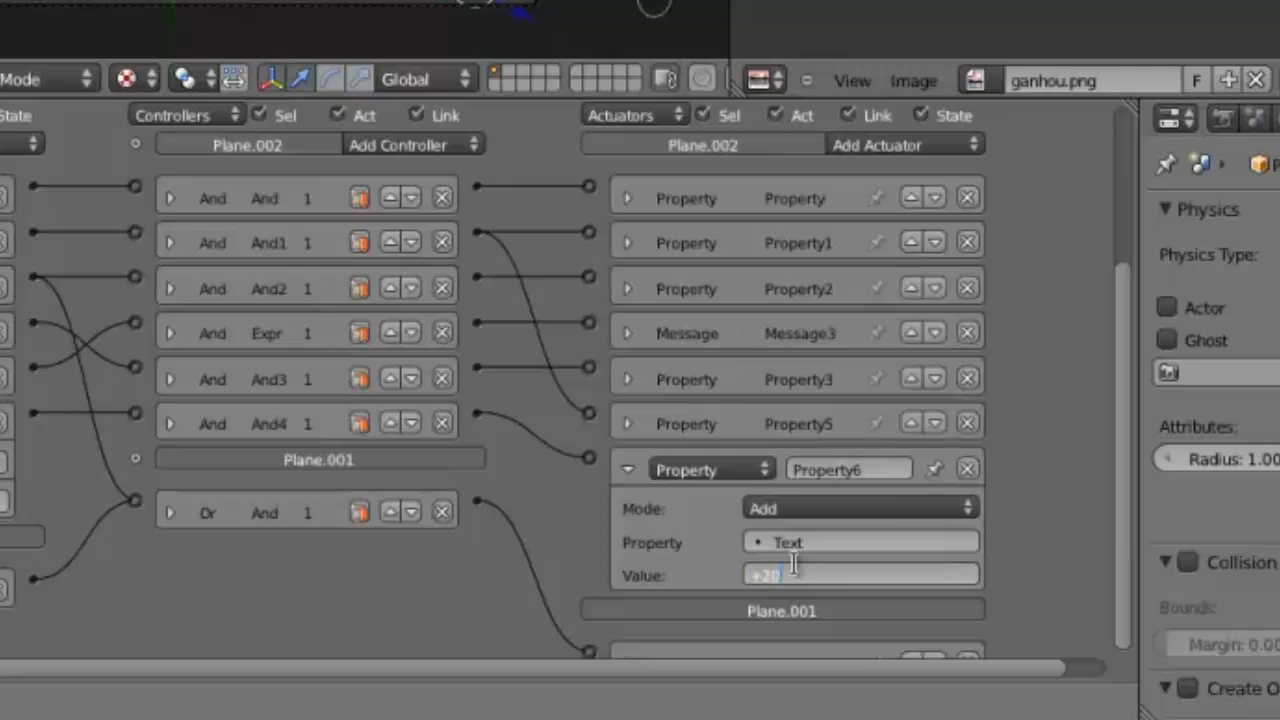 Mode Global View Image ganhou.png F
State Controllers Sel Act Link Actuators Sel Act Link State
Plane.002 Add Controller Plane.002 Add Actuator
And And 1 Property Property
And And1 1 Property Property1
And And2 1 Property Property2
And Expr 1 Message Message3
And And3 1 Property Property3
And And4 1 Property Property5
Plane.001 Property Property6
Or And 1
Mode: Add
Property Text
Value: +20
Plane.001
Physics
Physics Type:
Actor
Ghost
Attributes:
Radius: 1.00
Collision
Bounds:
Margin: 0.00
Create O